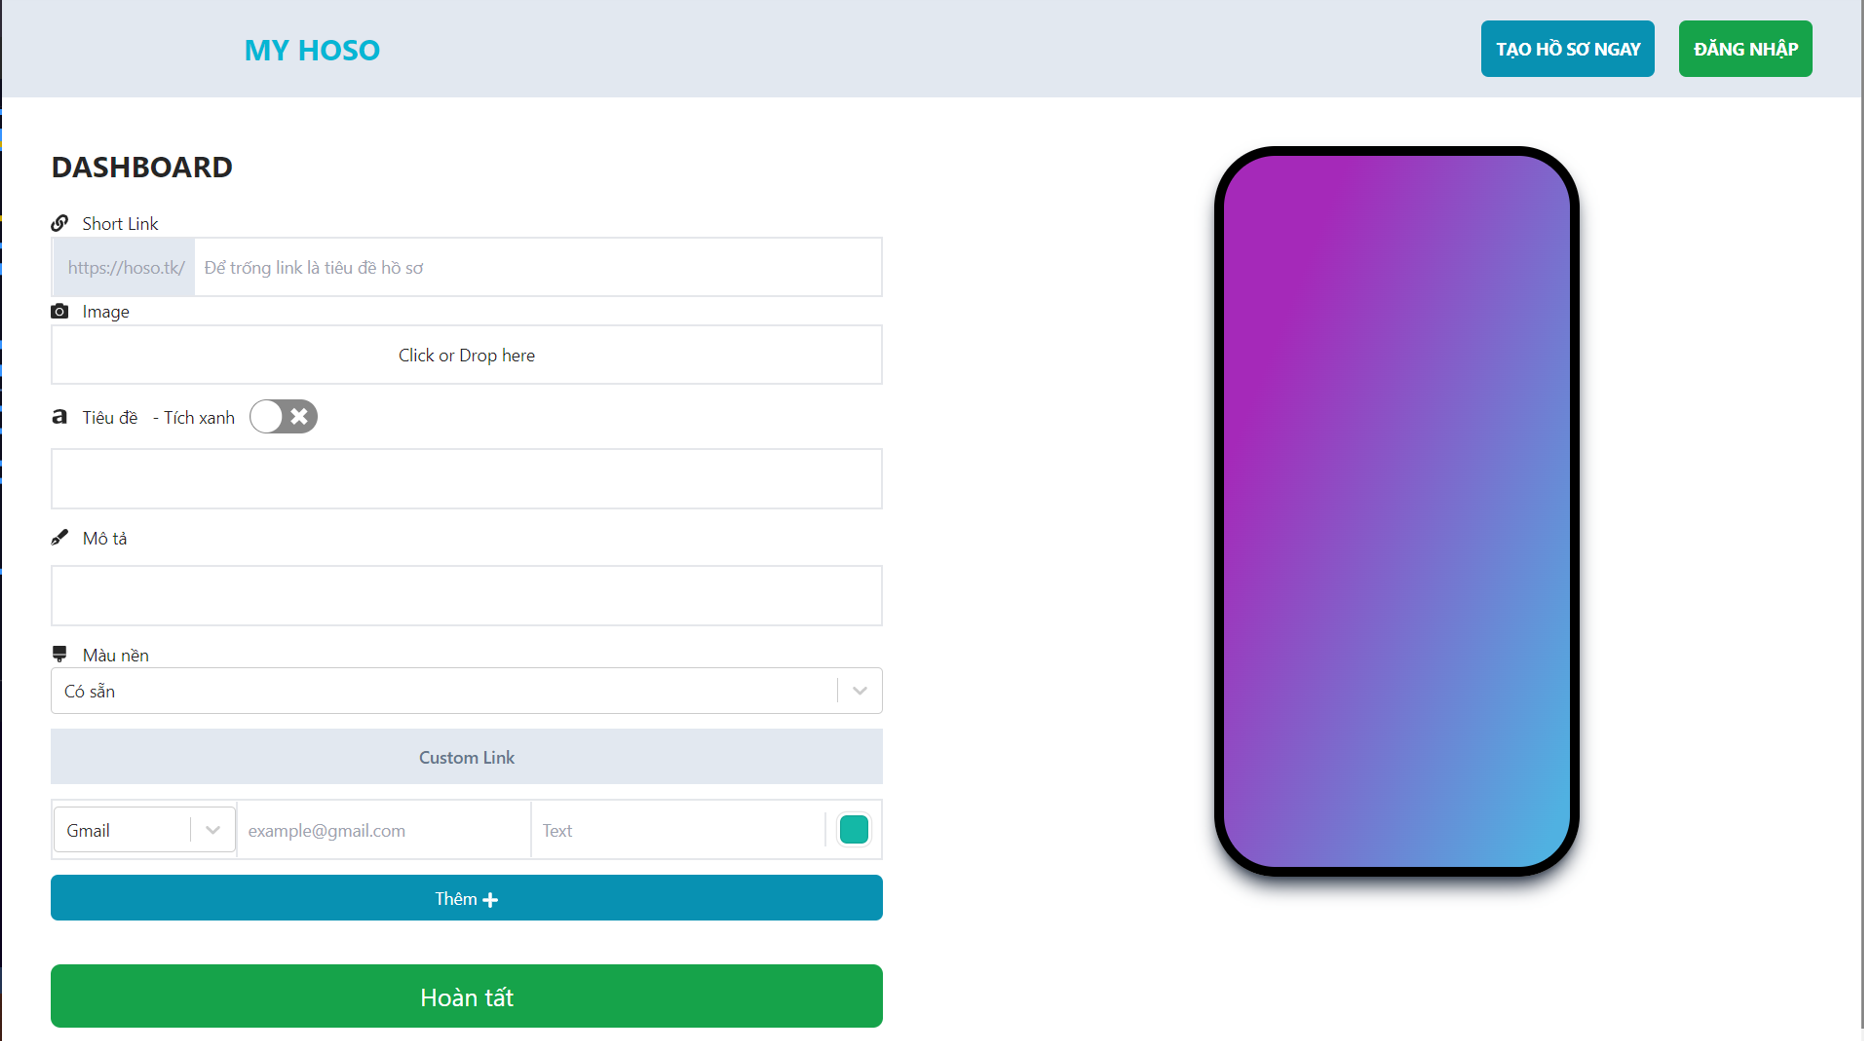 MY HOSO
TẠO HỒ SƠ NGAY
ĐĂNG NHẬP
DASHBOARD
Short Link
https://hoso.tk/ Để trống link là tiêu đề hồ sơ
Image
Click or Drop here
a Tiêu đề - Tích xanh
Mô tả
Màu nền
Có sẵn
Custom Link
Gmail example@gmail.com Text
Thêm
Hoàn tất